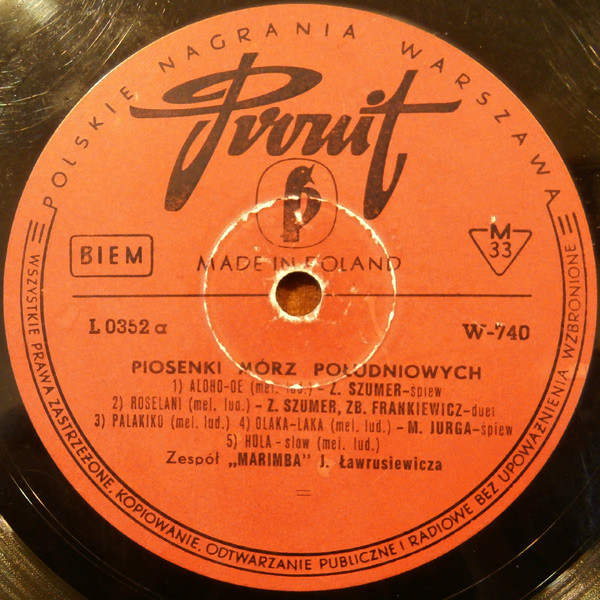 POLSKIE NAGRANIA WARSZAWA
Pronit
BIEM
MADE IN POLAND
M
33
L 0352 a
W-740
PIOSENKI MÓRZ POŁUDNIOWYCH
1) ALOHO-OE (mel. lud.) – Z. SZUMER-śpiew
2) ROSELANI (mel. lud.) – Z. SZUMER, ZB. FRANKIEWICZ-duet
3) PALAKIKO (mel. lud.) 4) OLAKA-LAKA (mel. lud.) – M. JURGA-śpiew
5) HULA - slow (mel. lud.)
Zespół „MARIMBA" J. Ławrusiewicza
WSZYSTKIE PRAWA ZASTRZEŻONE. KOPIOWANIE, ODTWARZANIE PUBLICZNE I RADIOWE BEZ UPOWAŻNIENIA WZBRONIONE